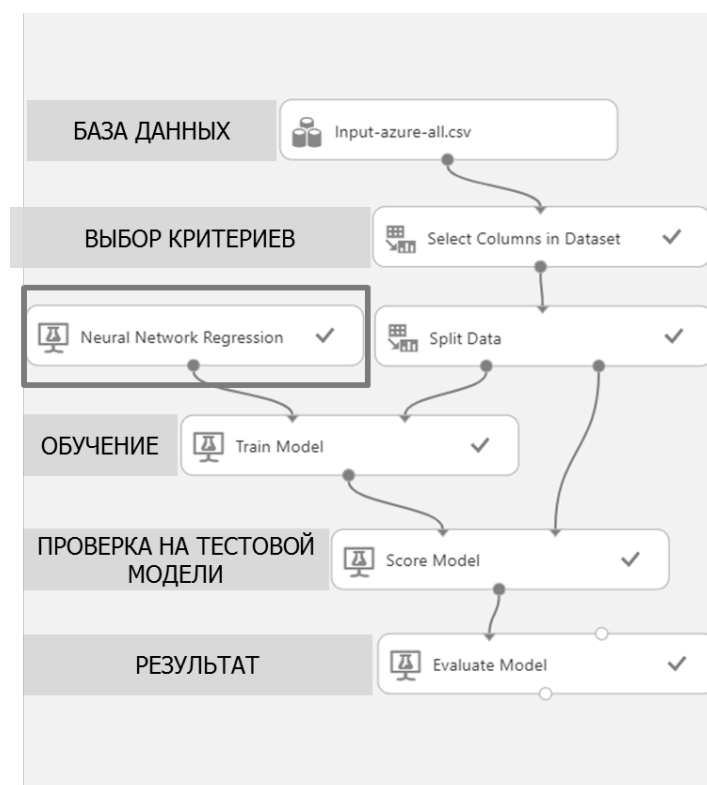 БАЗА ДАННЫХ
Input-azure-all.csv
ВЫБОР КРИТЕРИЕВ
Select Columns in Dataset
Neural Network Regression
Split Data
ОБУЧЕНИЕ
Train Model
ПРОВЕРКА НА ТЕСТОВОЙ
МОДЕЛИ
Score Model
РЕЗУЛЬТАТ
Evaluate Model